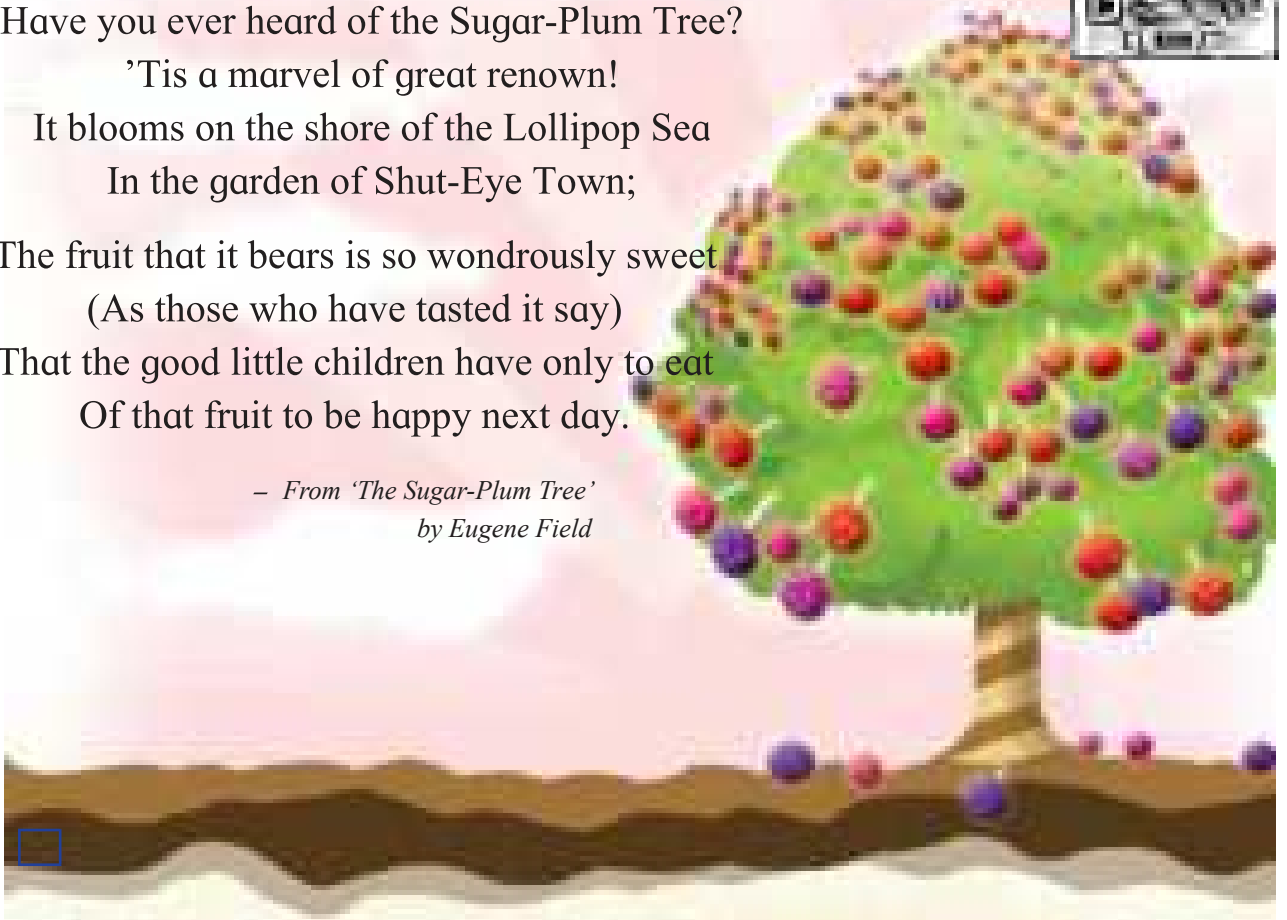 Have you ever heard of the Sugar-Plum Tree?
’Tis a marvel of great renown!
It blooms on the shore of the Lollipop Sea
In the garden of Shut-Eye Town;
The fruit that it bears is so wondrously sweet
(As those who have tasted it say)
That the good little children have only to eat
Of that fruit to be happy next day.
– From ‘The Sugar-Plum Tree’
by Eugene Field